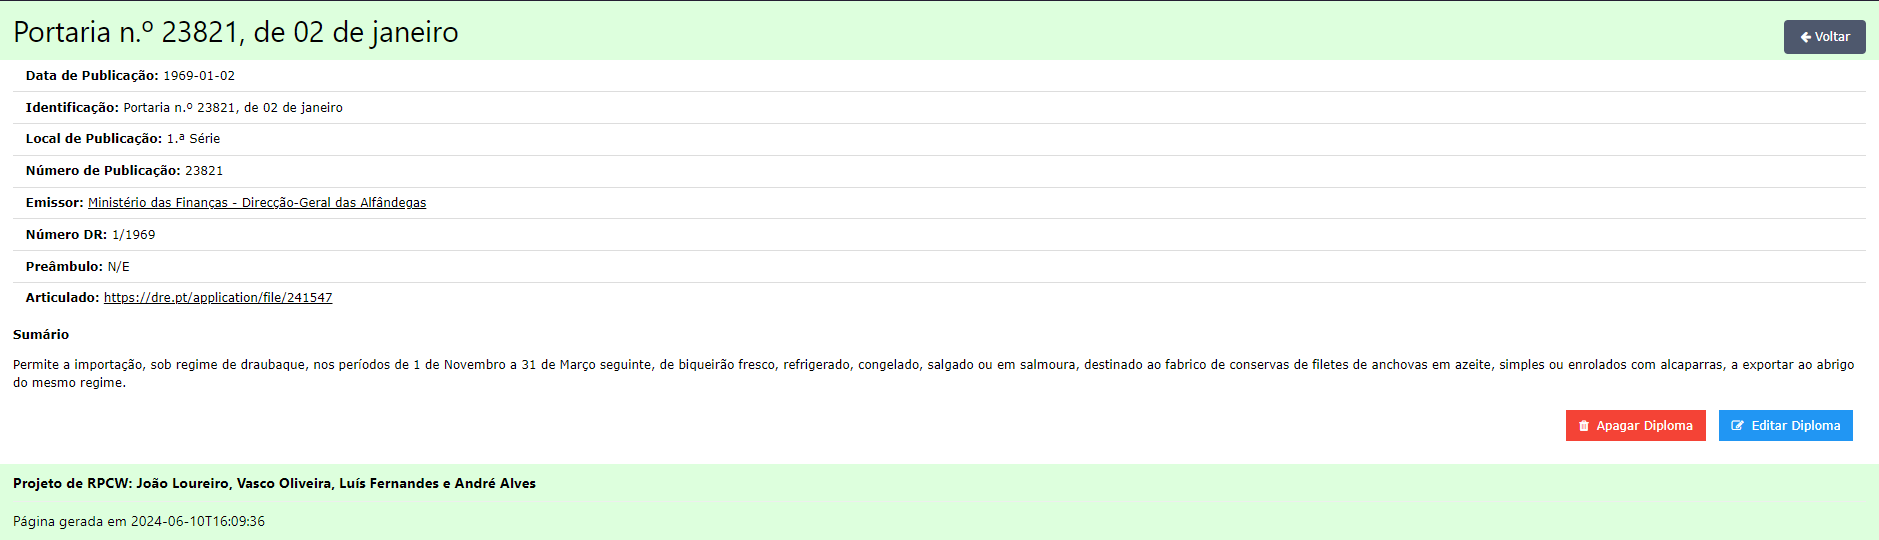 Portaria n.º 23821, de 02 de janeiro
Voltar
Data de Publicação: 1969-01-02
Identificação: Portaria n.º 23821, de 02 de janeiro
Local de Publicação: 1.ª Série
Número de Publicação: 23821
Emissor: Ministério das Finanças - Direcção-Geral das Alfândegas
Número DR: 1/1969
Preâmbulo: N/E
Articulado: https://dre.pt/application/file/241547
Sumário
Permite a importação, sob regime de draubaque, nos períodos de 1 de Novembro a 31 de Março seguinte, de biqueirão fresco, refrigerado, congelado, salgado ou em salmoura, destinado ao fabrico de conservas de filetes de anchovas em azeite, simples ou enrolados com alcaparras, a exportar ao abrigo
do mesmo regime.
Apagar Diploma
Editar Diploma
Projeto de RPCW: João Loureiro, Vasco Oliveira, Luís Fernandes e André Alves
Página gerada em 2024-06-10T16:09:36